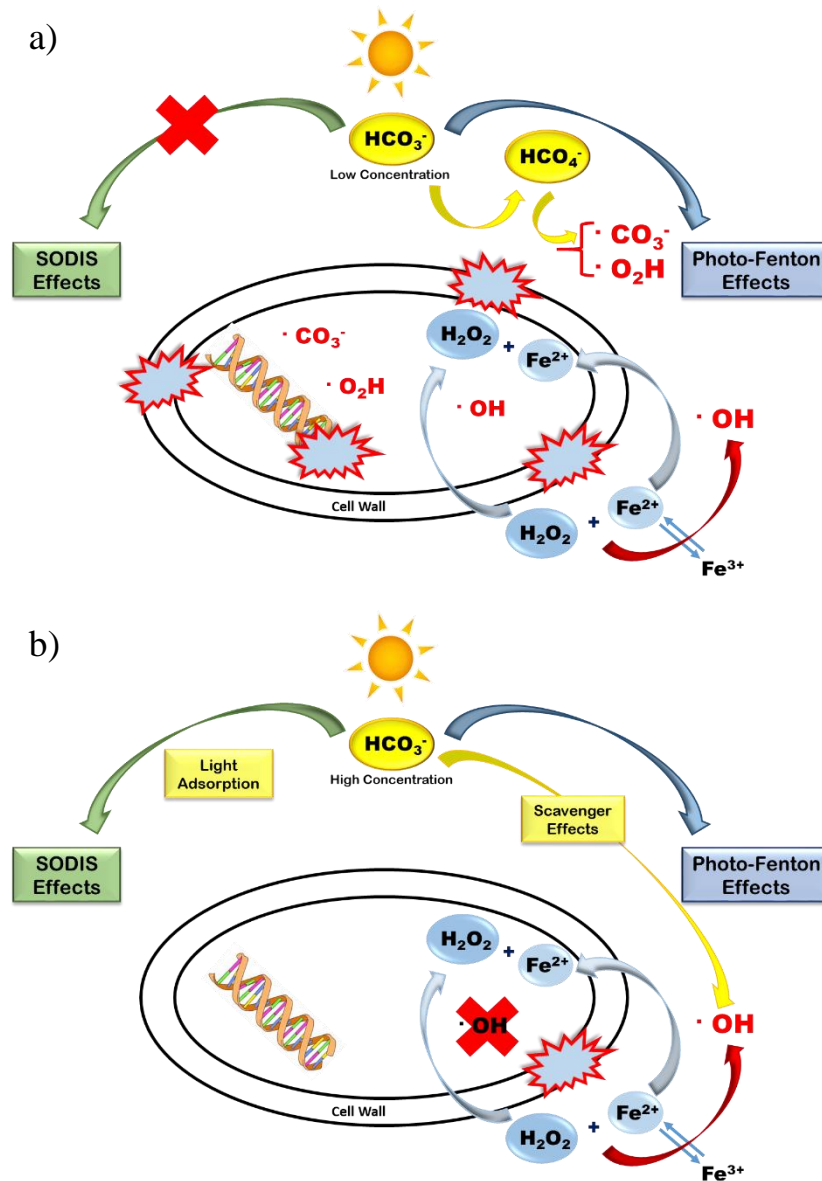 a)
HCO₃⁻
Low Concentration
HCO₄⁻
· CO₃⁻
· O₂H
SODIS
Effects
Photo-Fenton
Effects
H₂O₂
+
Fe²⁺
· CO₃⁻
· O₂H
· OH
· OH
Cell Wall
H₂O₂
+
Fe²⁺
Fe³⁺
b)
HCO₃⁻
High Concentration
Light
Adsorption
Scavenger
Effects
SODIS
Effects
Photo-Fenton
Effects
H₂O₂
+
Fe²⁺
· OH
· OH
Cell Wall
H₂O₂
+
Fe²⁺
Fe³⁺